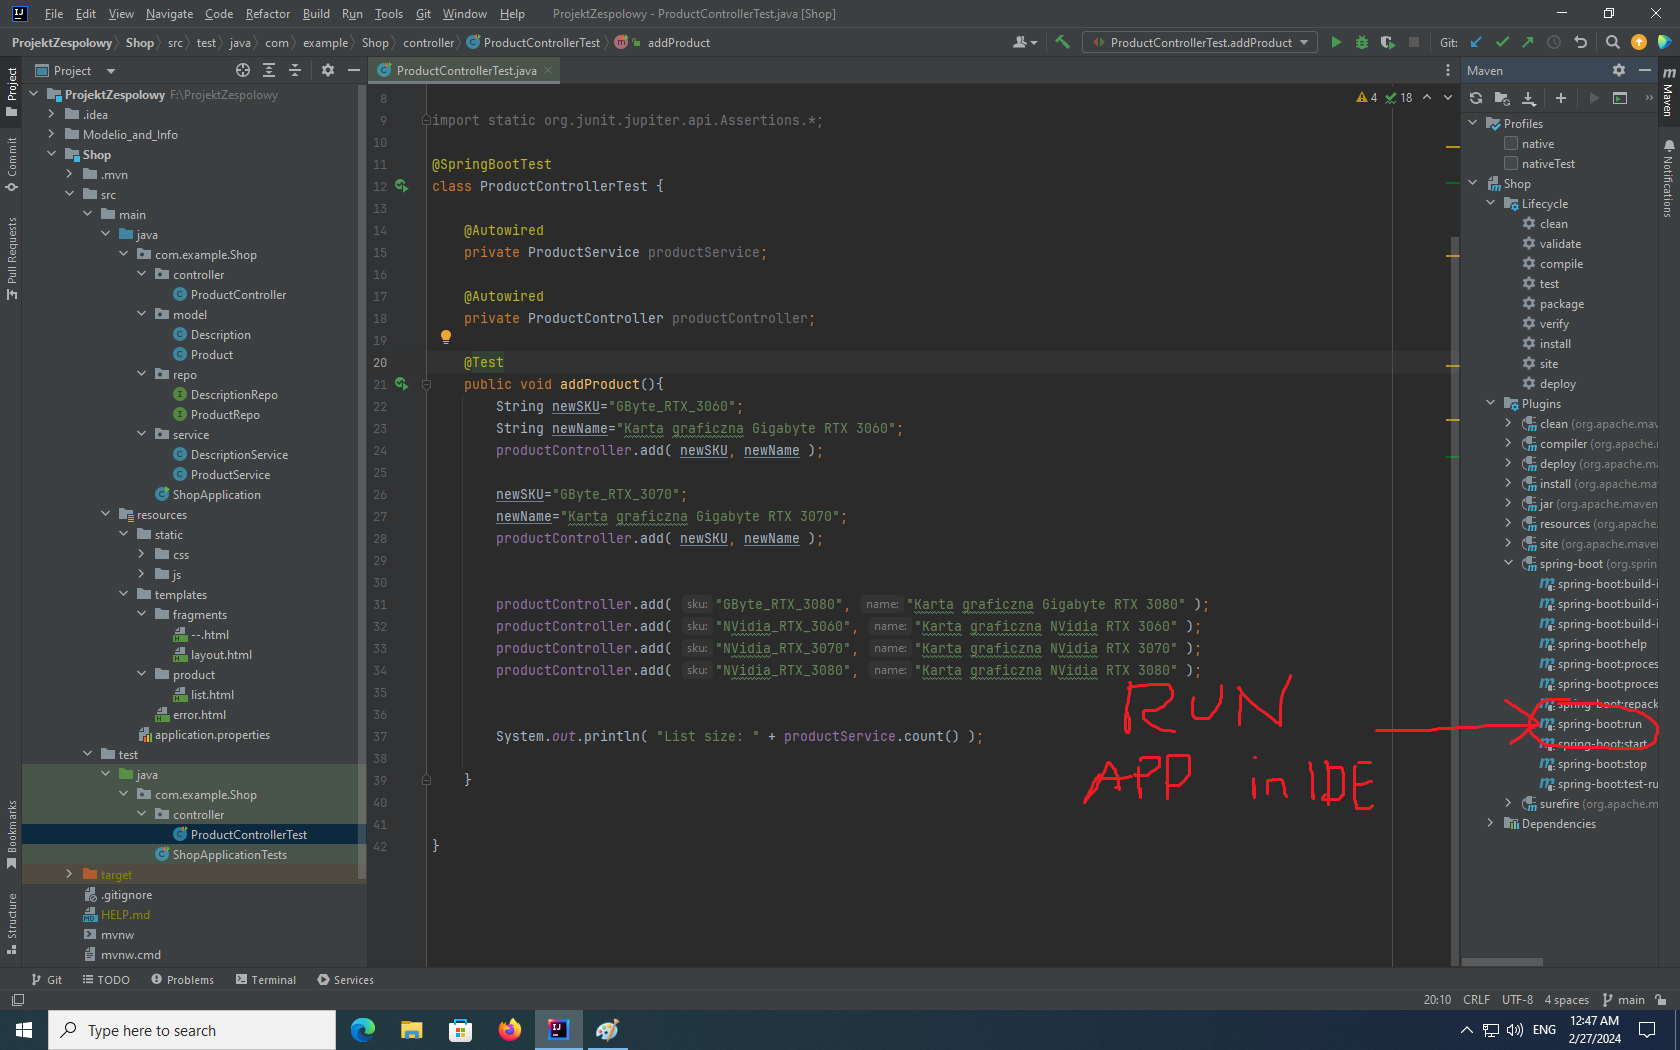 File Edit View Navigate Code Refactor Build Run Tools Git Window Help ProjektZespolowy - ProductControllerTest.java [Shop]
ProjektZespolowy Shop src test java com example Shop controller ProductControllerTest addProduct ProductControllerTest.addProduct Git:
Project
Commit
Pull Requests
Bookmarks
Structure
Project
ProjektZespolowy F:\ProjektZespolowy
.idea
Modelio_and_Info
Shop
.mvn
src
main
java
com.example.Shop
controller
ProductController
model
Description
Product
repo
DescriptionRepo
ProductRepo
service
DescriptionService
ProductService
ShopApplication
resources
static
css
js
templates
fragments
--.html
layout.html
product
list.html
error.html
application.properties
test
java
com.example.Shop
controller
ProductControllerTest
ShopApplicationTests
target
.gitignore
HELP.md
mvnw
mvnw.cmd
ProductControllerTest.java
4 18
8
9 import static org.junit.jupiter.api.Assertions.*;
10
11 @SpringBootTest
12 class ProductControllerTest {
13
14 @Autowired
15 private ProductService productService;
16
17 @Autowired
18 private ProductController productController;
19
20 @Test
21 public void addProduct(){
22 String newSKU="GByte_RTX_3060";
23 String newName="Karta graficzna Gigabyte RTX 3060";
24 productController.add( newSKU, newName );
25
26 newSKU="GByte_RTX_3070";
27 newName="Karta graficzna Gigabyte RTX 3070";
28 productController.add( newSKU, newName );
29
30
31 productController.add( sku: "GByte_RTX_3080", name: "Karta graficzna Gigabyte RTX 3080" );
32 productController.add( sku: "NVidia_RTX_3060", name: "Karta graficzna NVidia RTX 3060" );
33 productController.add( sku: "NVidia_RTX_3070", name: "Karta graficzna NVidia RTX 3070" );
34 productController.add( sku: "NVidia_RTX_3080", name: "Karta graficzna NVidia RTX 3080" );
35
36
37 System.out.println( "List size: " + productService.count() );
38
39 }
40
41
42 }
RUN
APP in IDE
Maven
Profiles
native
nativeTest
Shop
Lifecycle
clean
validate
compile
test
package
verify
install
site
deploy
Plugins
clean (org.apache.mav
compiler (org.apache.r
deploy (org.apache.m
install (org.apache.ma
jar (org.apache.maven
resources (org.apache.
site (org.apache.mave
spring-boot (org.sprin
spring-boot:build-i
spring-boot:build-i
spring-boot:build-i
spring-boot:help
spring-boot:proces
spring-boot:proces
spring-boot:repack
spring-boot:run
spring-boot:start
spring-boot:stop
spring-boot:test-ru
surefire (org.apache.m
Dependencies
Maven
Notifications
Git TODO Problems Terminal Services
20:10 CRLF UTF-8 4 spaces main
Type here to search
ENG
12:47 AM
2/27/2024